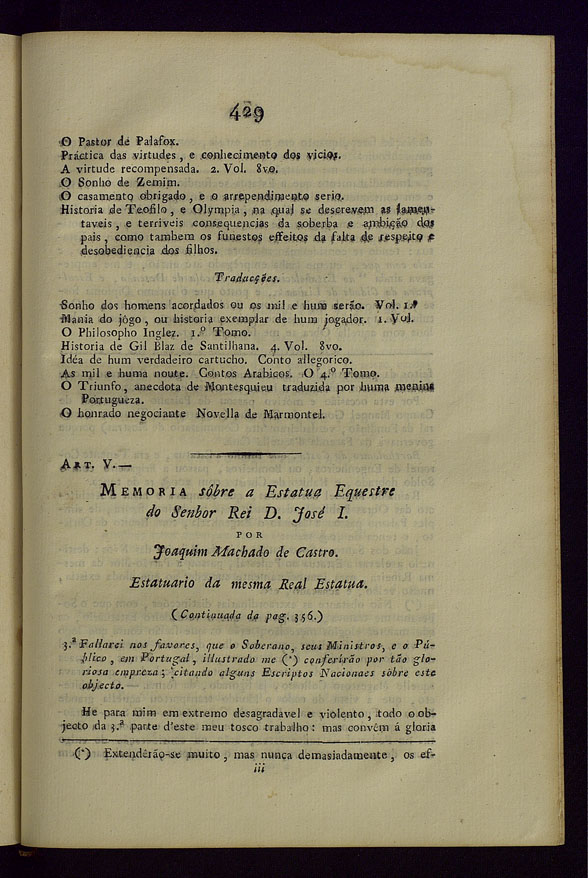 429
O Pastor de Palafox.
Práctica das virtudes, e conhecimento dos vicios.
A virtude recompensada. 2. Vol. 8vo.
O Sonho de Zemim.
O casamento obrigado, e o arrependimento serio.
Historia de Teofilo, e Olympia, na qual se descrevem as lamen-
taveis, e terriveis consequencias da soberba e ambição dos
pais, como tambem os funestos effeitos da falta de respeito e
desobediencia dos filhos.
Traducções.
Sonho dos homens acordados ou os mil e hum serão. Vol. 1.º
Mania do jôgo, ou historia exemplar de hum jogador. 1. Vol.
O Philosopho Inglez. 1.º Tomo.
Historia de Gil Blaz de Santilhana. 4. Vol. 8vo.
Idéa de hum verdadeiro cartucho. Conto allegorico.
As mil e huma noute. Contos Arabicos. O 4.º Tomo.
O Triunfo, anecdota de Montesquieu traduzida por huma menina
Portugueza.
O honrado negociante Novella de Marmontel.
ART. V.—
MEMORIA sôbre a Estatua Equestre
do Senhor Rei D. José I.
POR
Joaquim Machado de Castro.
Estatuario da mesma Real Estatua.
(Continuada da pag. 356.)
3.ª Fallarei nos favores, que o Soberano, seus Ministros, e o Pú-
blico, em Portugal, illustrado me (*) conferírão por tão glo-
riosa empreza; citando alguns Escriptos Nacionaes sôbre este
objecto.—
He para mim em extremo desagradavel e violento, todo o ob-
jecto da 3.ª parte d'este meu tosco trabalho: mas convém á gloria
(*) Extendêrão-se muito, mas nunca demasiadamente, os ef-
iii